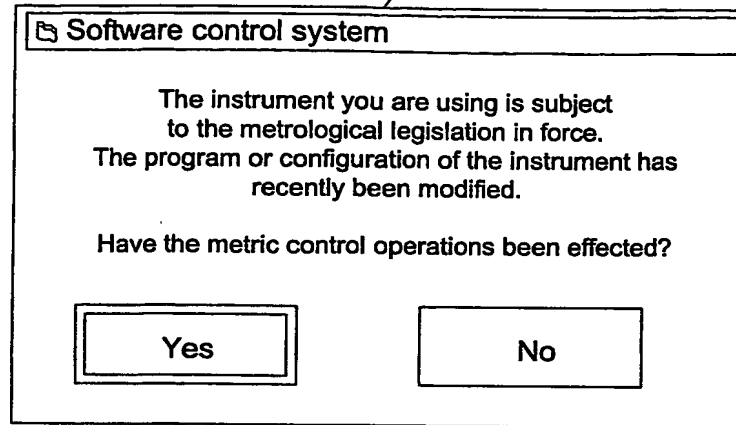 Software control system
The instrument you are using is subject
to the metrological legislation in force.
The program or configuration of the instrument has
recently been modified.
Have the metric control operations been effected?
Yes
No